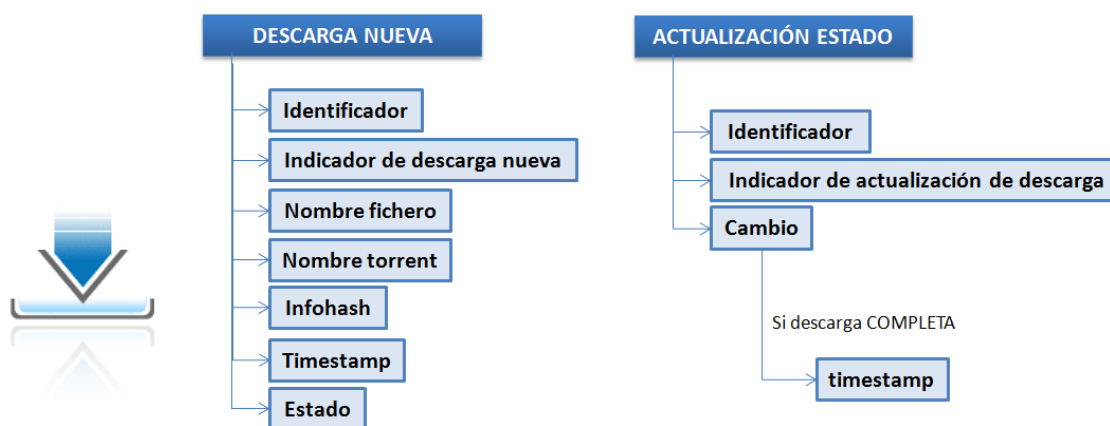 DESCARGA NUEVA
Identificador
Indicador de descarga nueva
Nombre fichero
Nombre torrent
Infohash
Timestamp
Estado
ACTUALIZACIÓN ESTADO
Identificador
Indicador de actualización de descarga
Cambio
Si descarga COMPLETA
timestamp